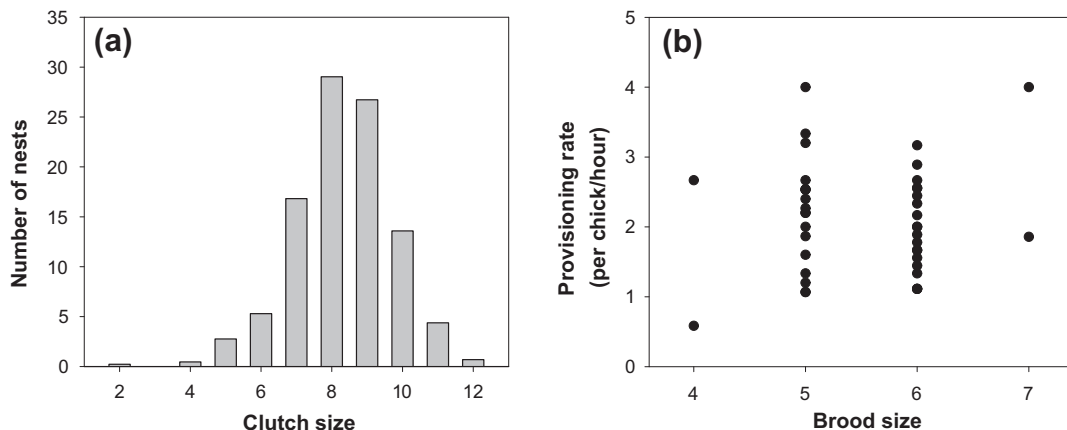 (a)
Number of nests
35
30
25
20
15
10
5
0
2 4 6 8 10 12
Clutch size
(b)
Provisioning rate
(per chick/hour)
5
4
3
2
1
0
4 5 6 7
Brood size